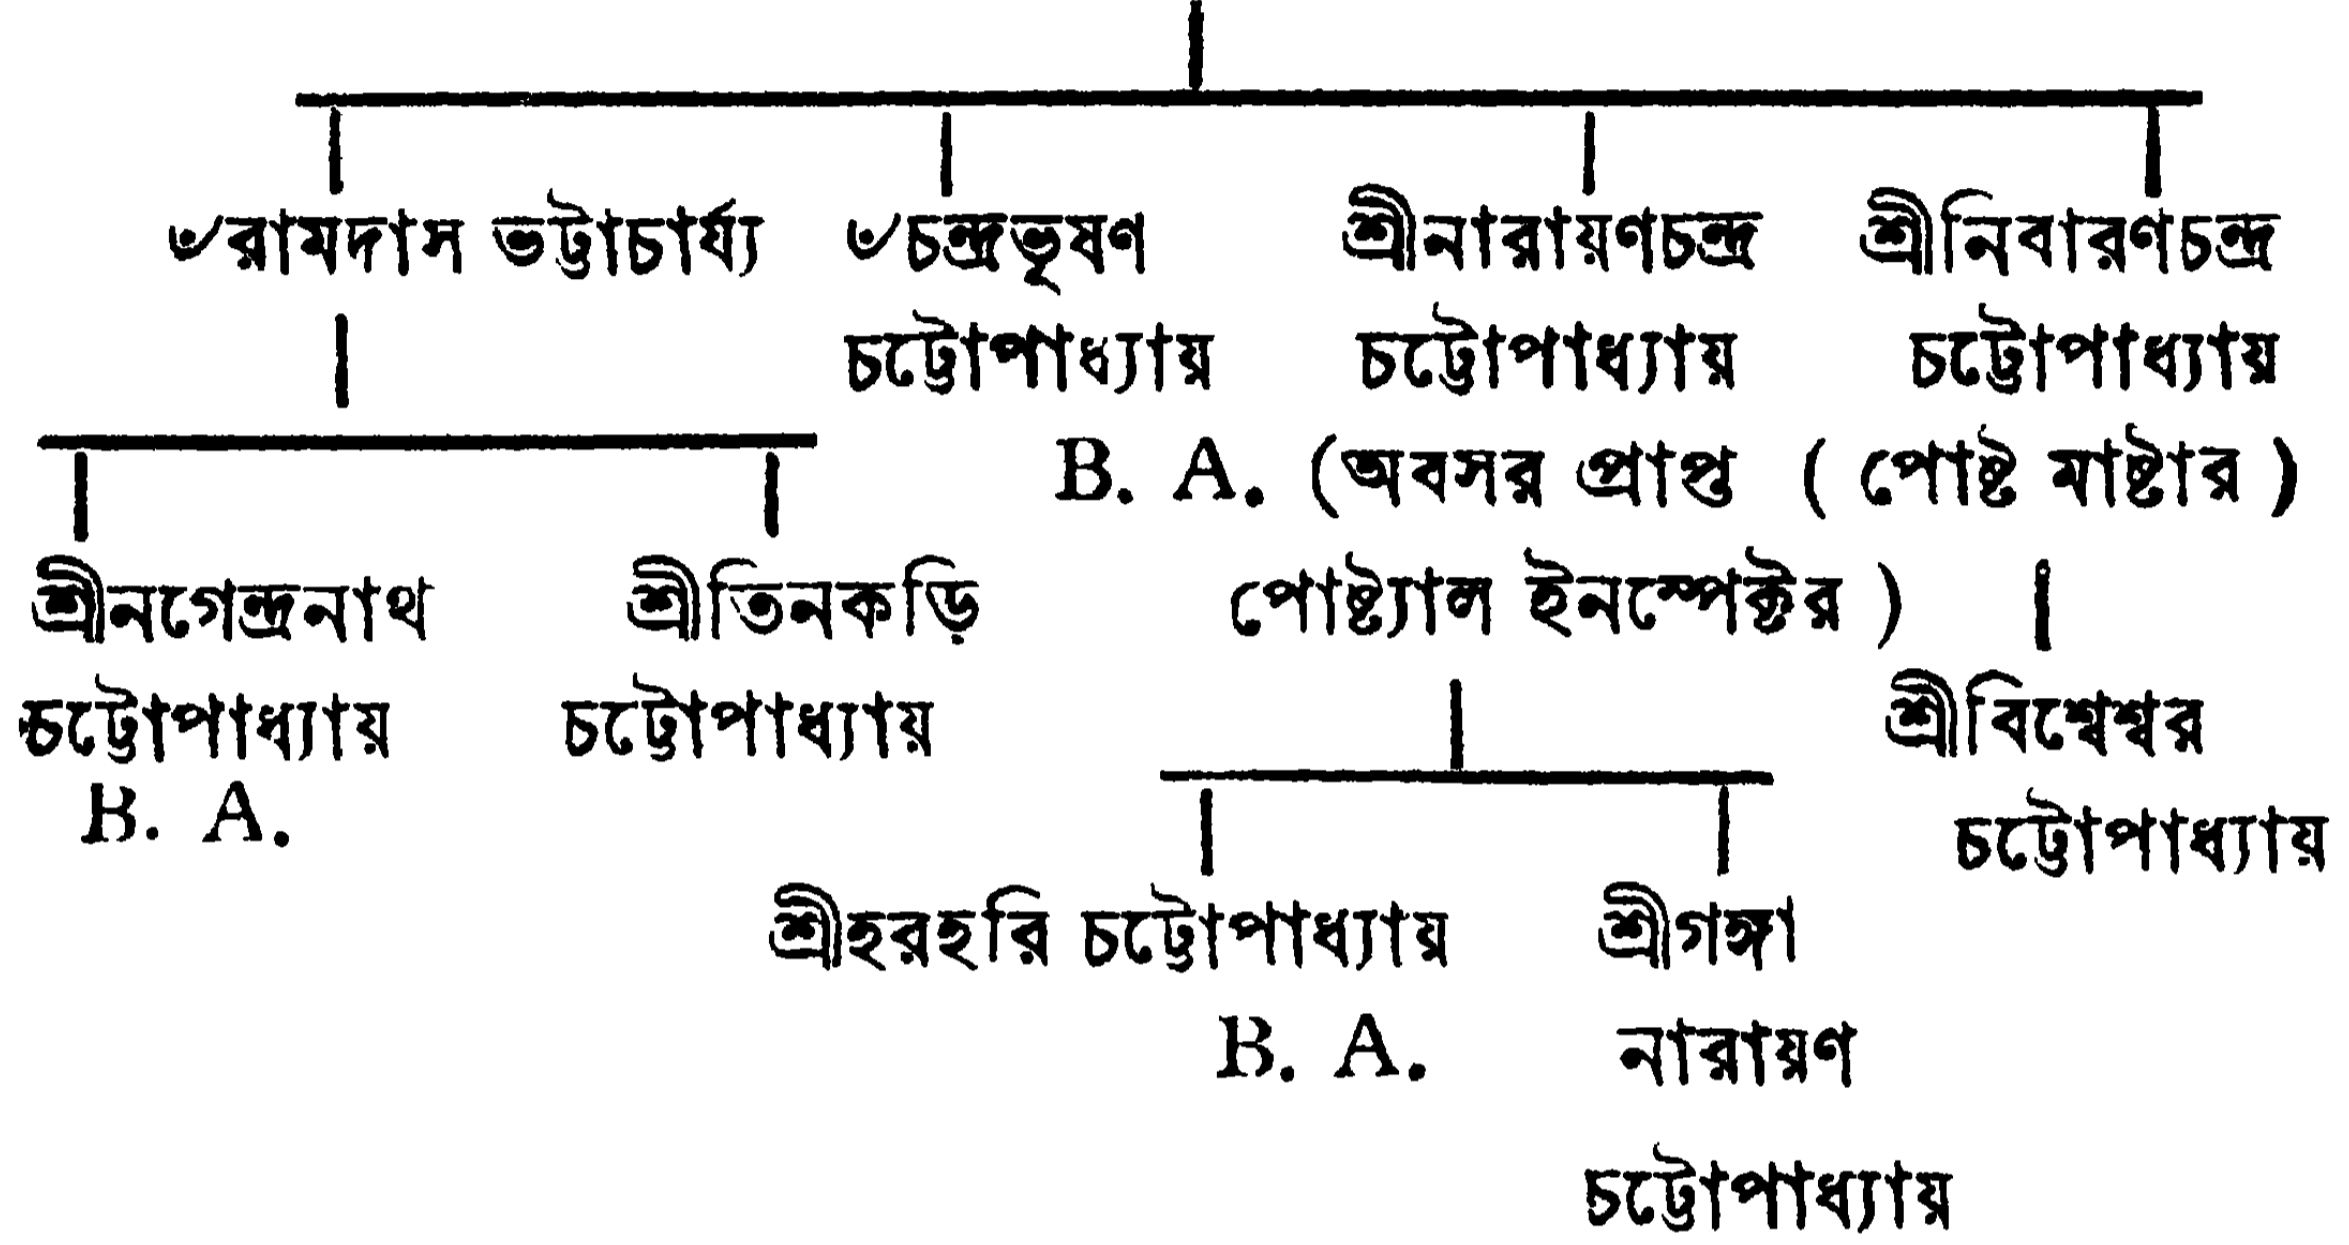 ৺রামদাস ভট্টাচার্য্য ৺চন্দ্রভূষণ শ্রীনারায়ণচন্দ্র শ্রীনিবারণচন্দ্র
চট্টোপাধ্যায় চট্টোপাধ্যায় চট্টোপাধ্যায়
B. A. (অবসর প্রাপ্ত ( পোষ্ট মাষ্টার )
শ্রীনগেন্দ্রনাথ শ্রীতিনকড়ি পোষ্ট্যাল ইনস্পেক্টর )
চট্টোপাধ্যায় চট্টোপাধ্যায় শ্রীবিশ্বেশ্বর
B. A. চট্টোপাধ্যায়
শ্রীহরহরি চট্টোপাধ্যায় শ্রীগঙ্গা
B. A. নারায়ণ
চট্টোপাধ্যায়